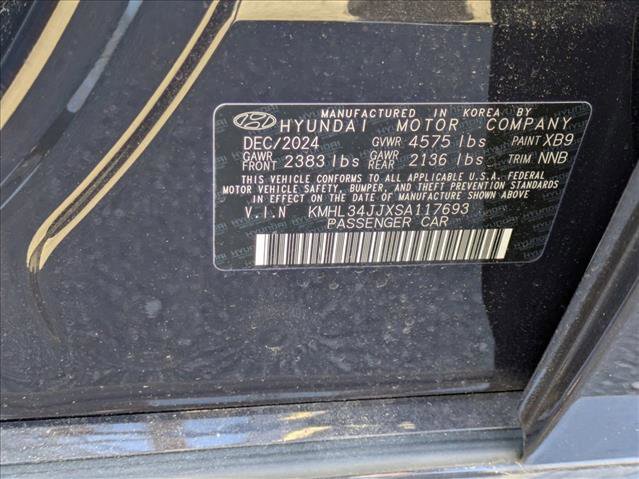 MANUFACTURED IN KOREA BY
HYUNDAI MOTOR COMPANY
DEC/2024 GVWR 4575 lbs PAINT XB9
GAWR FRONT 2383 lbs GAWR REAR 2136 lbs TRIM NNB
THIS VEHICLE CONFORMS TO ALL APPLICABLE U.S.A. FEDERAL
MOTOR VEHICLE SAFETY, BUMPER, AND THEFT PREVENTION STANDARDS
IN EFFECT ON THE DATE OF MANUFACTURE SHOWN ABOVE
V.I.N KMHL34JJXSA117693
PASSENGER CAR